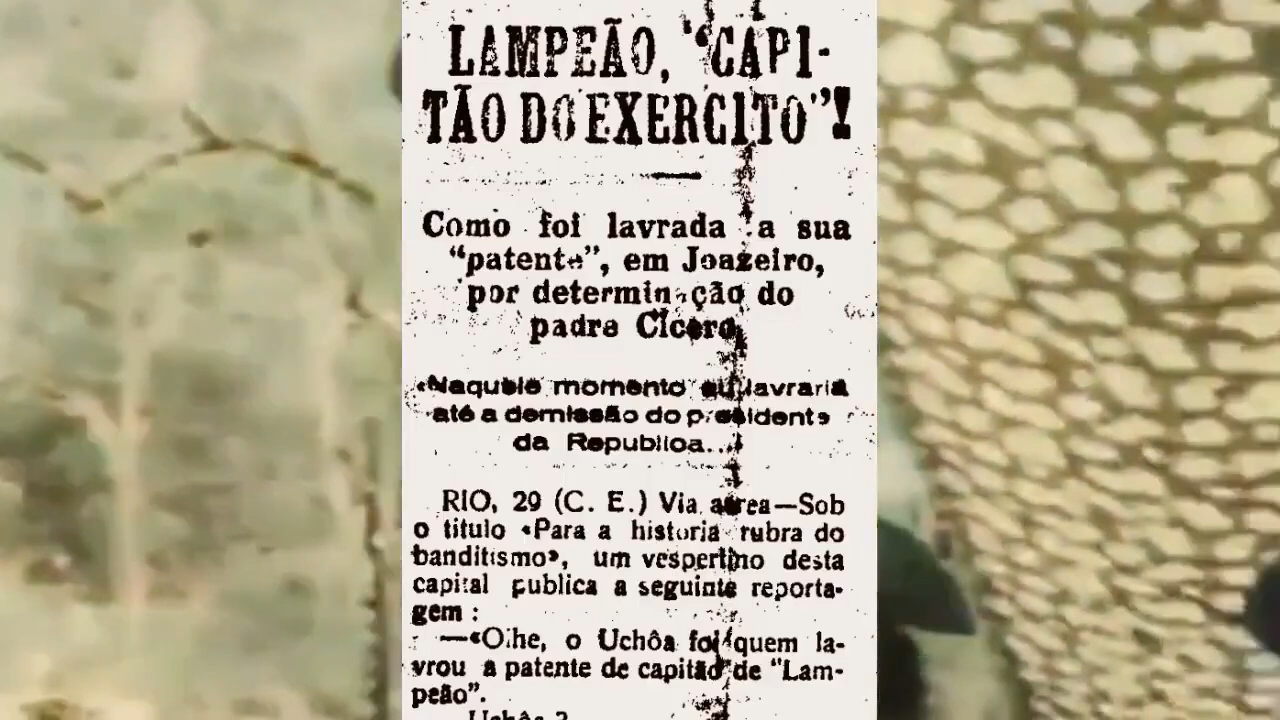 LAMPEÃO, "CAPI-
TÃO DO EXERCITO"!
Como foi lavrada a sua
"patente", em Joazeiro,
por determinação do
padre Cicero
«Naquele momento eu lavraria
até a demissão do presidente
da Republica...
RIO, 29 (C. E.) Via aerea—Sob
o titulo «Para a historia rubra do
banditismo», um vespertino desta
capital publica a seguinte reporta-
gem :
—«Olhe, o Uchôa foi quem la-
vrou a patente de capitão de "Lam-
peão".
Uchôa ?